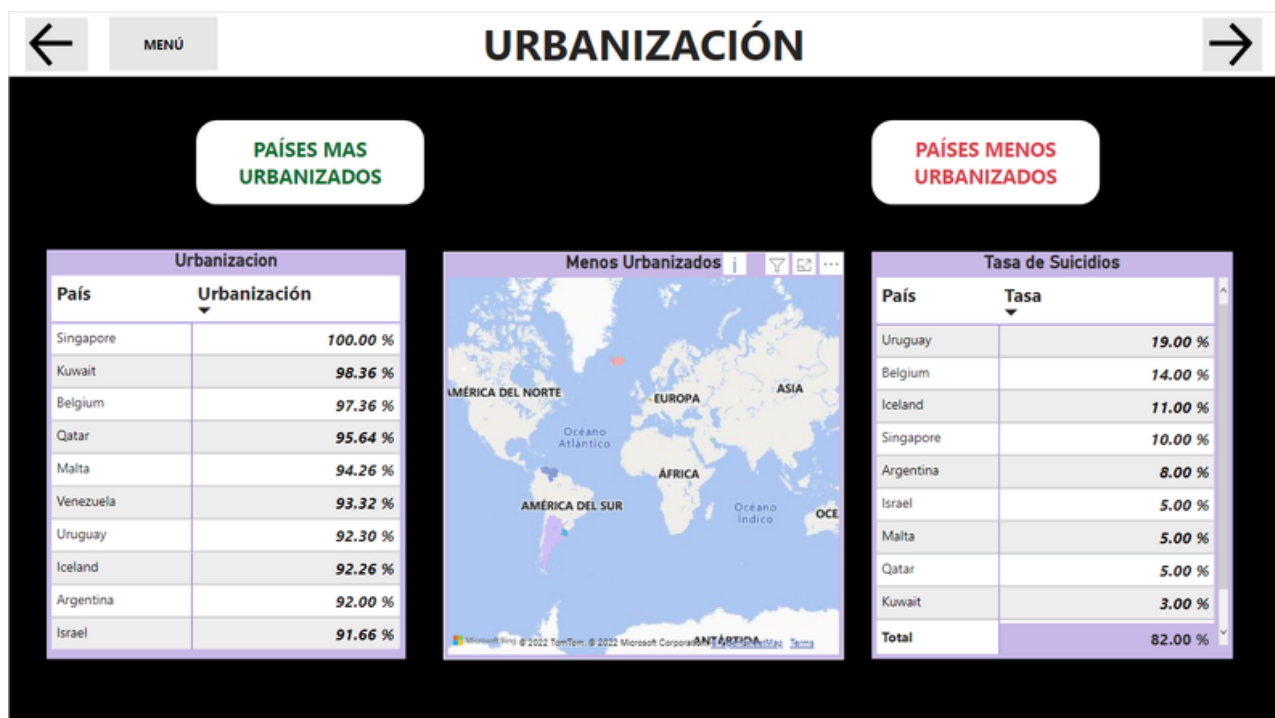 MENÚ
URBANIZACIÓN
PAÍSES MAS
URBANIZADOS
PAÍSES MENOS
URBANIZADOS
Urbanizacion
País Urbanización
Singapore 100.00 %
Kuwait 98.36 %
Belgium 97.36 %
Qatar 95.64 %
Malta 94.26 %
Venezuela 93.32 %
Uruguay 92.30 %
Iceland 92.26 %
Argentina 92.00 %
Israel 91.66 %
Menos Urbanizados
AMÉRICA DEL NORTE
EUROPA
ASIA
Océano
Atlántico
ÁFRICA
AMÉRICA DEL SUR
Océano
Índico
OCE
ANTÁRTIDA
Microsoft Bing © 2022 TomTom, © 2022 Microsoft Corporation Terms
Tasa de Suicidios
País Tasa
Uruguay 19.00 %
Belgium 14.00 %
Iceland 11.00 %
Singapore 10.00 %
Argentina 8.00 %
Israel 5.00 %
Malta 5.00 %
Qatar 5.00 %
Kuwait 3.00 %
Total 82.00 %